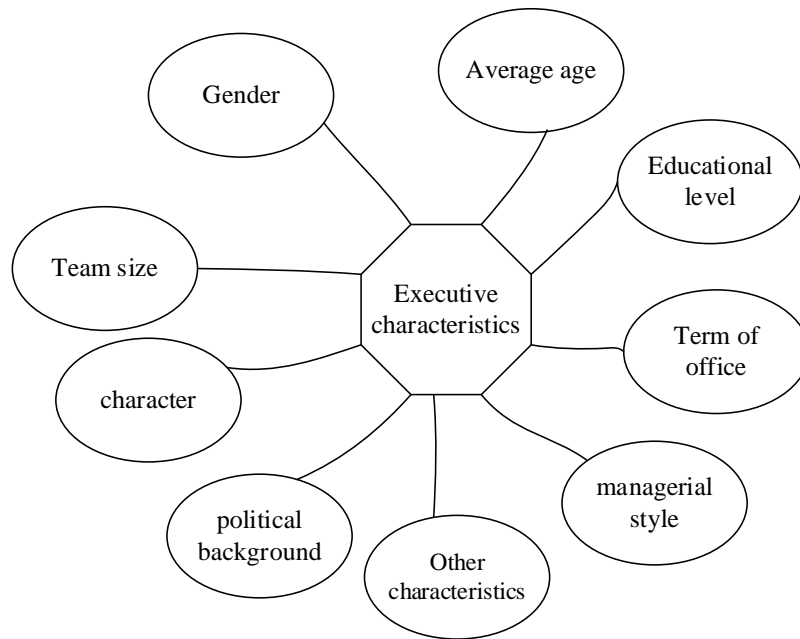 Average age
Gender
Educational
level
Team size
Executive
characteristics
Term of
office
character
managerial
style
political
background
Other
characteristics